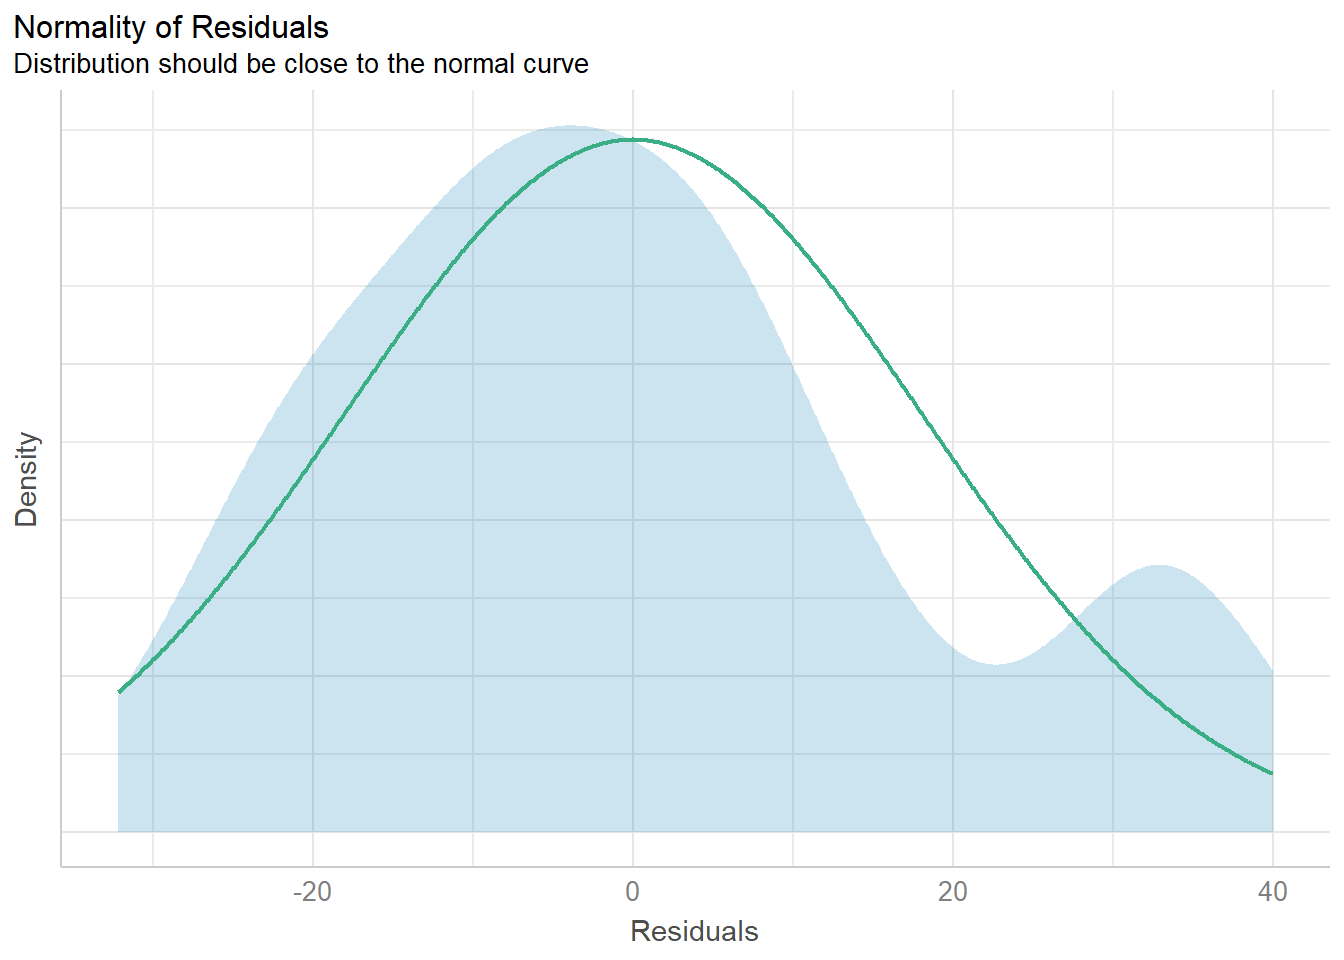 Normality of Residuals
Distribution should be close to the normal curve
Density
-20 0 20 40
Residuals